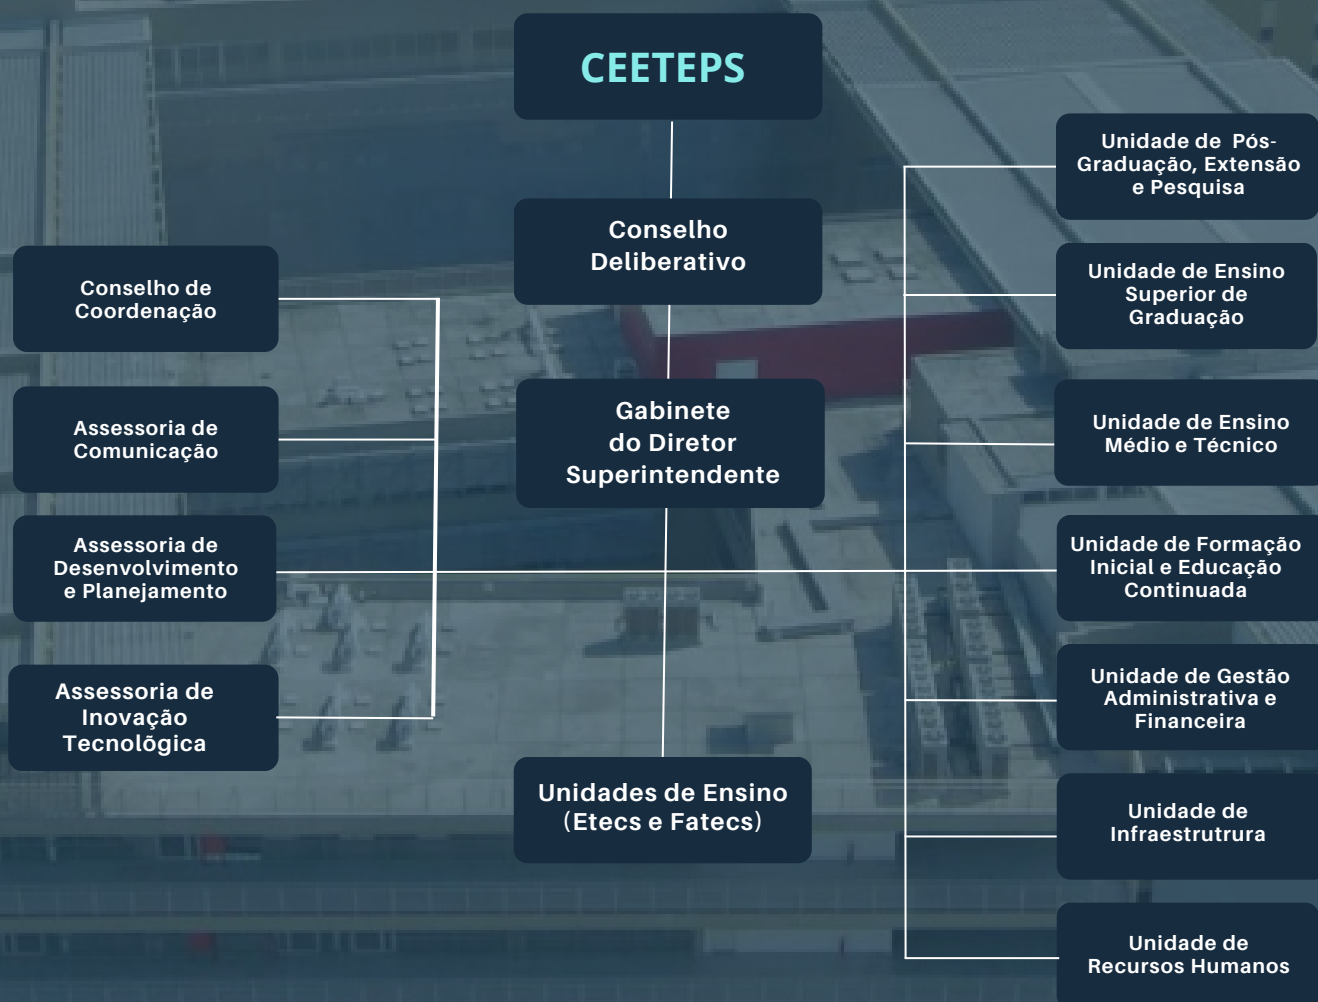 CEETEPS
Conselho
Deliberativo
Gabinete
do Diretor
Superintendente
Unidades de Ensino
(Etecs e Fatecs)
Conselho de
Coordenação
Assessoria de
Comunicação
Assessoria de
Desenvolvimento
e Planejamento
Assessoria de
Inovação
Tecnolõgica
Unidade de  Pós-
Graduação, Extensão
e Pesquisa
Unidade de Ensino
Superior de
Graduação
Unidade de Ensino
Médio e Técnico
Unidade de Formação
Inicial e Educação
Continuada
Unidade de Gestão
Administrativa e
Financeira
Unidade de
Infraestrutrura
Unidade de
Recursos Humanos